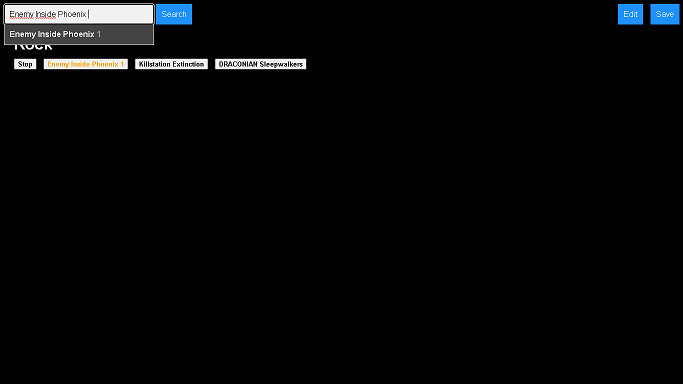 Enemy Inside Phoenix
Search
Edit
Save
Enemy Inside Phoenix 1
Rock
Stop
Enemy Inside Phoenix 1
Killstation Extinction
DRACONIAN Sleepwalkers